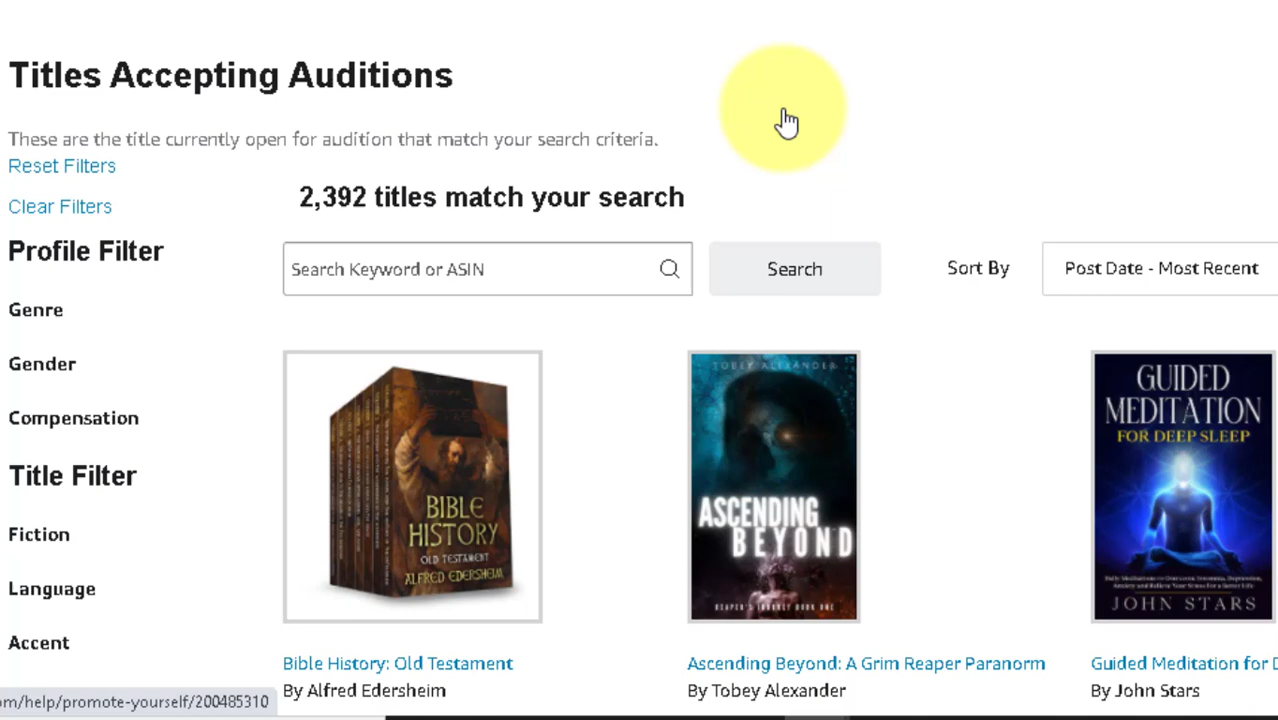 Titles Accepting Auditions
These are the title currently open for audition that match your search criteria.
Reset Filters
Clear Filters
2,392 titles match your search
Profile Filter
Search Keyword or ASIN
Search
Sort By
Post Date - Most Recent
Genre
Gender
Compensation
Title Filter
Fiction
Language
Accent
BIBLE
HISTORY
OLD TESTAMENT
ALFRED EDERSHEIM
TOBEY ALEXANDER
ASCENDING
BEYOND
REAPER'S JOURNEY BOOK ONE
GUIDED
MEDITATION
FOR DEEP SLEEP
JOHN STARS
Bible History: Old Testament
By Alfred Edersheim
Ascending Beyond: A Grim Reaper Paranorm
By Tobey Alexander
Guided Meditation for D
By John Stars
om/help/promote-yourself/200485310